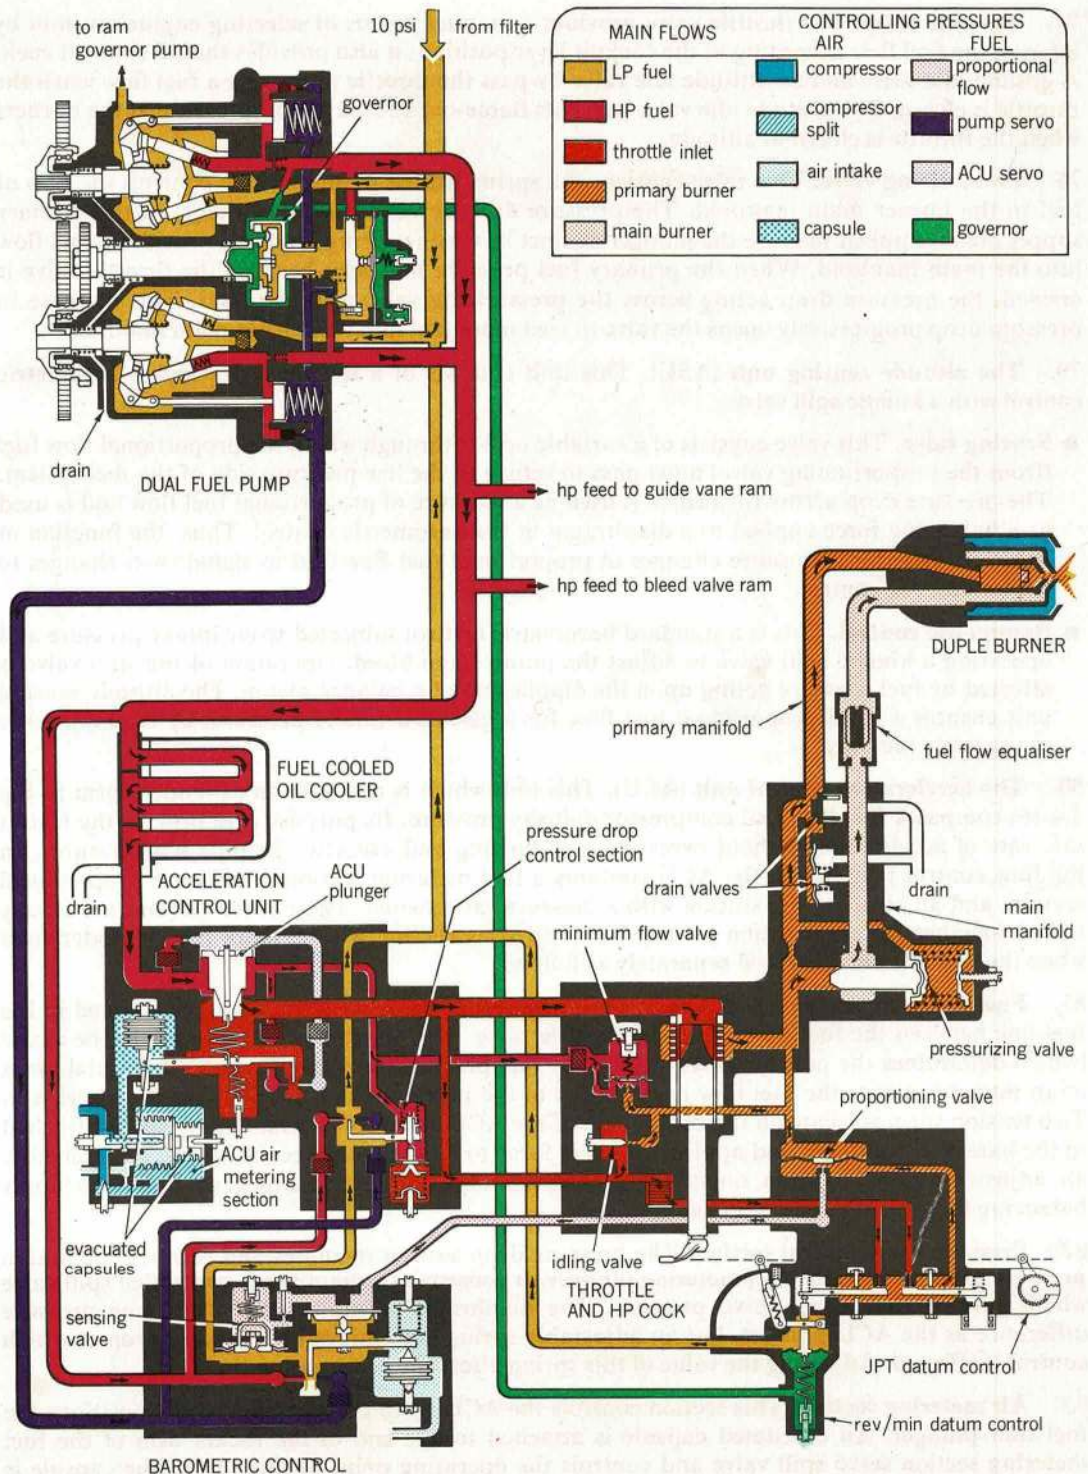 to ram
governor pump
10 psi
from filter
governor
MAIN FLOWS
LP fuel
HP fuel
throttle inlet
primary burner
main burner
CONTROLLING PRESSURES
AIR
compressor
compressor
split
air intake
capsule
FUEL
proportional
flow
pump servo
ACU servo
governor
drain
DUAL FUEL PUMP
hp feed to guide vane ram
hp feed to bleed valve ram
DUPLE BURNER
primary manifold
fuel flow equaliser
FUEL COOLED
OIL COOLER
pressure drop
control section
ACU
plunger
drain
ACCELERATION
CONTROL UNIT
drain valves
drain
main
manifold
minimum flow valve
pressurizing valve
proportioning valve
ACU air
metering
section
evacuated
capsules
idling valve
THROTTLE
AND HP COCK
sensing
valve
JPT datum control
rev/min datum control
BAROMETRIC CONTROL